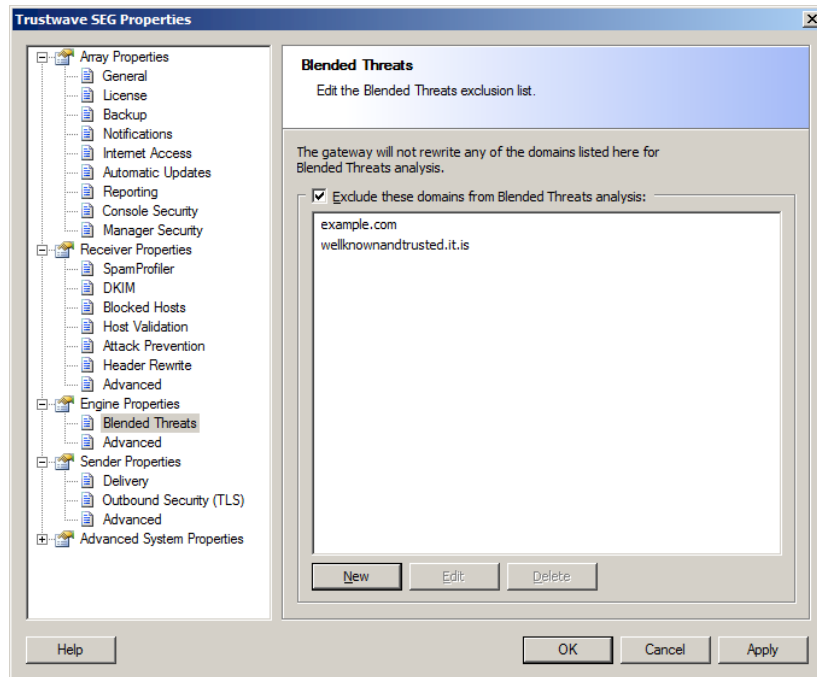 Trustwave SEG Properties
Array Properties
General
License
Backup
Notifications
Internet Access
Automatic Updates
Reporting
Console Security
Manager Security
Receiver Properties
SpamProfiler
DKIM
Blocked Hosts
Host Validation
Attack Prevention
Header Rewrite
Advanced
Engine Properties
Blended Threats
Advanced
Sender Properties
Delivery
Outbound Security (TLS)
Advanced
Advanced System Properties
Blended Threats
Edit the Blended Threats exclusion list.
The gateway will not rewrite any of the domains listed here for
Blended Threats analysis.
Exclude these domains from Blended Threats analysis:
example.com
wellknownandtrusted.it.is
New Edit Delete
Help OK Cancel Apply